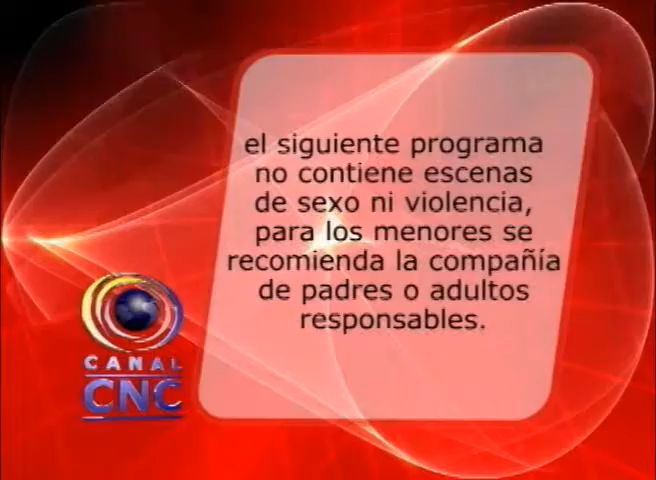 el siguiente programa
no contiene escenas
de sexo ni violencia,
para los menores se
recomienda la compañía
de padres o adultos
responsables.
CANAL
CNC